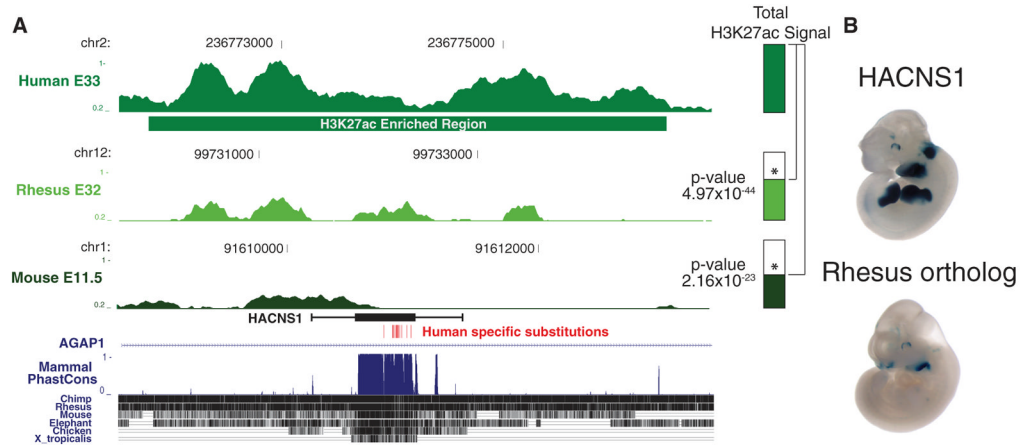 A
B
Total
H3K27ac Signal
chr2:
236773000
236775000
HACNS1
1-
Human E33
0.2 _
H3K27ac Enriched Region
chr12:
99731000
99733000
1 -
*
p-value
4.97x10-44
Rhesus E32
0.2 _
chr1:
91610000
91612000
1 -
*
p-value
2.16x10-23
Rhesus ortholog
Mouse E11.5
0.2 _
HACNS1
Human specific substitutions
AGAP1
1 -
Mammal
PhastCons
0 _
Chimp
Rhesus
Mouse
Elephant
Chicken
X_tropicalis